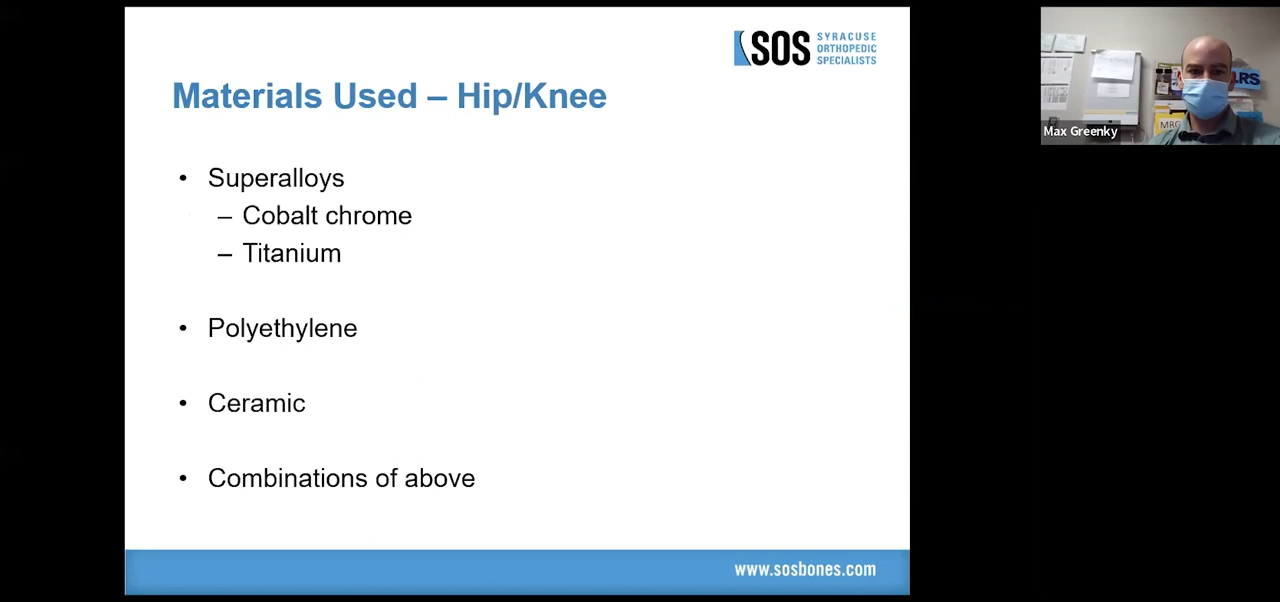 SOS SYRACUSE
ORTHOPEDIC
SPECIALISTS
Materials Used – Hip/Knee
• Superalloys
– Cobalt chrome
– Titanium
• Polyethylene
• Ceramic
• Combinations of above
www.sosbones.com
Max Greenky